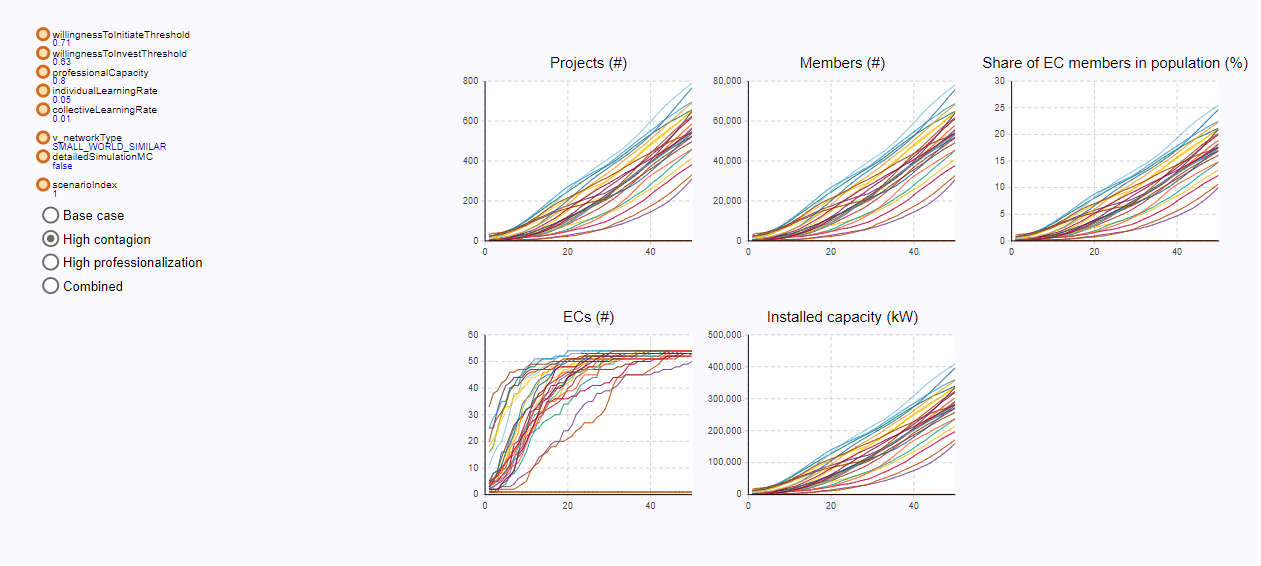 willingnessToInitiateThreshold
0.71
willingnessToInvestThreshold
0.63
professionalCapacity
0.8
individualLearningRate
0.05
collectiveLearningRate
0.01
v_networkType
SMALL_WORLD_SIMILAR
detailedSimulationMC
false
scenarioIndex
1
Base case
High contagion
High professionalization
Combined
Projects (#)
800
600
400
200
0
0 20 40
Members (#)
80,000
60,000
40,000
20,000
0
0 20 40
Share of EC members in population (%)
30
25
20
15
10
5
0
0 20 40
ECs (#)
60
50
40
30
20
10
0
0 20 40
Installed capacity (kW)
500,000
400,000
300,000
200,000
100,000
0
0 20 40